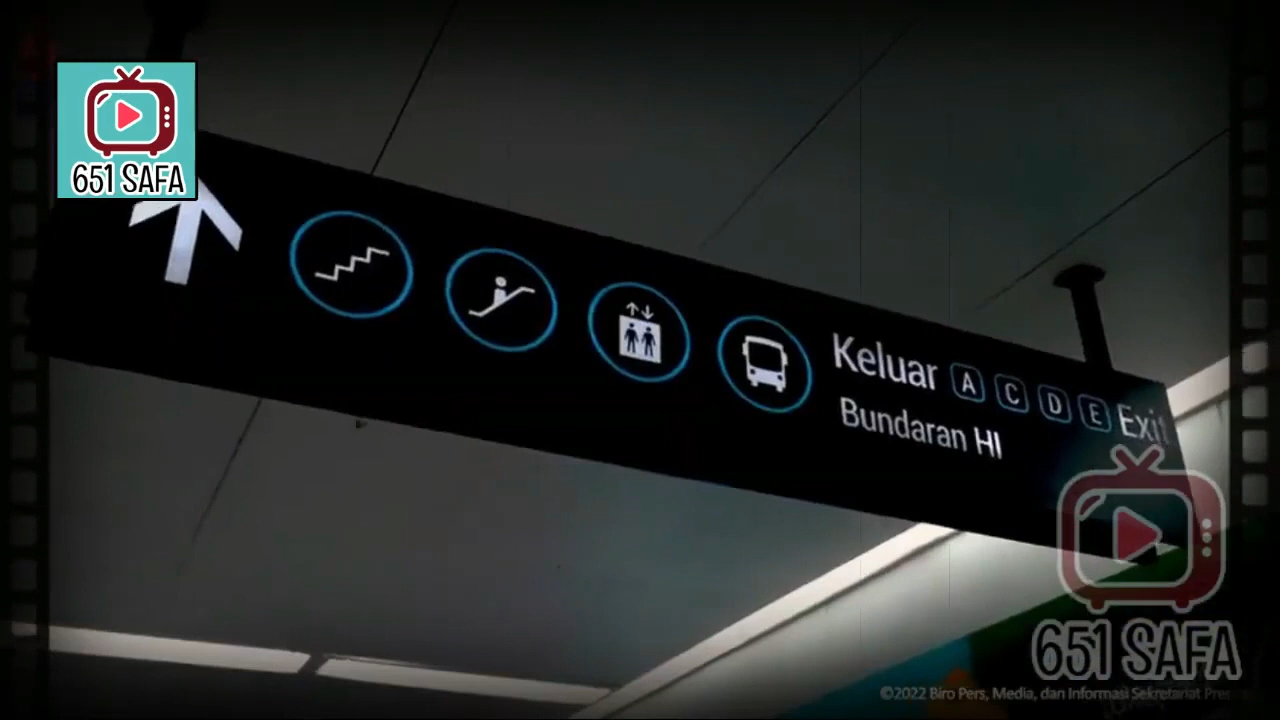 651 SAFA
Keluar A C D E Exit
Bundaran HI
651 SAFA
©2022 Biro Pers, Media, dan Informasi Sekretariat